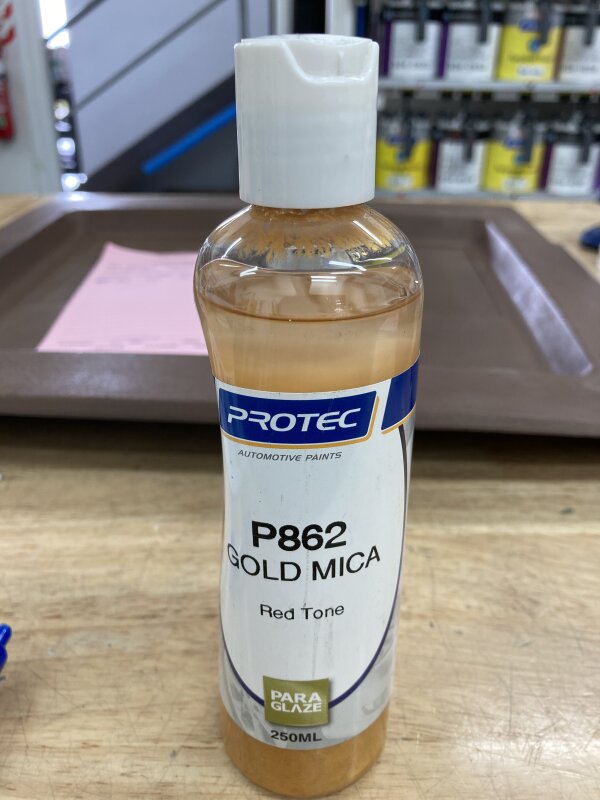 PROTEC
AUTOMOTIVE PAINTS
P862
GOLD MICA
Red Tone
PARA
GLAZE
250ML